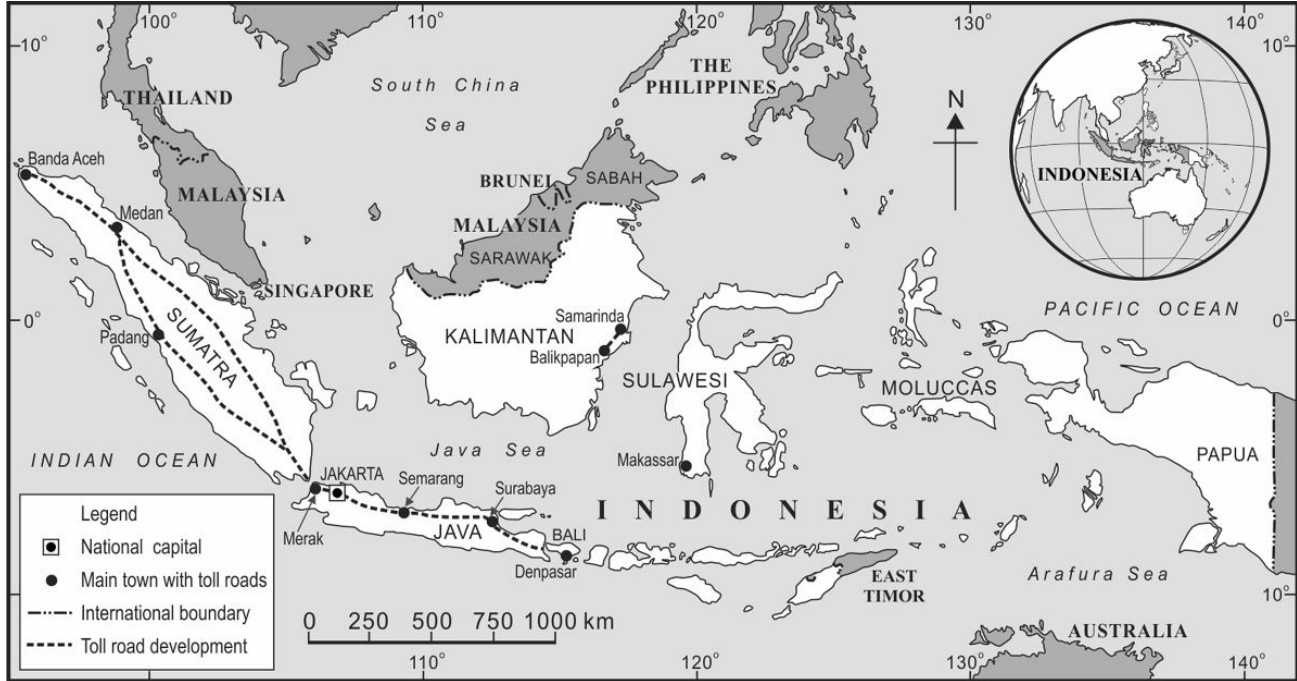 100°
110°
120°
130°
140°
10°
10°
South China
Sea
THE
PHILIPPINES
N
THAILAND
Banda Aceh
MALAYSIA
Medan
BRUNEI
SABAH
MALAYSIA
SARAWAK
INDONESIA
SINGAPORE
PACIFIC OCEAN
0°
0°
SUMATRA
Padang
KALIMANTAN
Samarinda
Balikpapan
SULAWESI
MOLUCCAS
INDIAN OCEAN
Java Sea
Makassar
PAPUA
JAKARTA
Semarang
Surabaya
INDONESIA
Merak
JAVA
BALI
Denpasar
EAST
TIMOR
Arafura Sea
10°
AUSTRALIA
Legend
National capital
Main town with toll roads
International boundary
Toll road development
0 250 500 750 1000 km
110°
120°
130°
140°